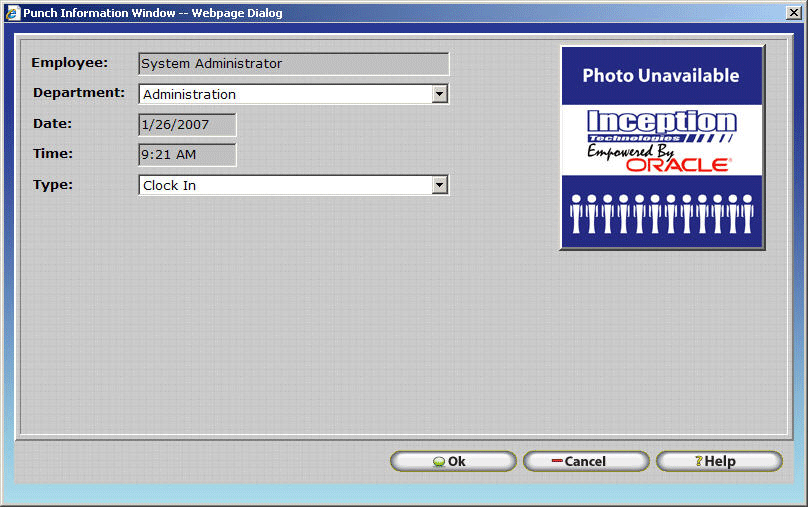 Punch Information Window -- Webpage Dialog
Employee: System Administrator
Department: Administration
Date: 1/26/2007
Time: 9:21 AM
Type: Clock In
Photo Unavailable
Inception
Technologies
Empowered By
ORACLE®
Ok Cancel ?Help